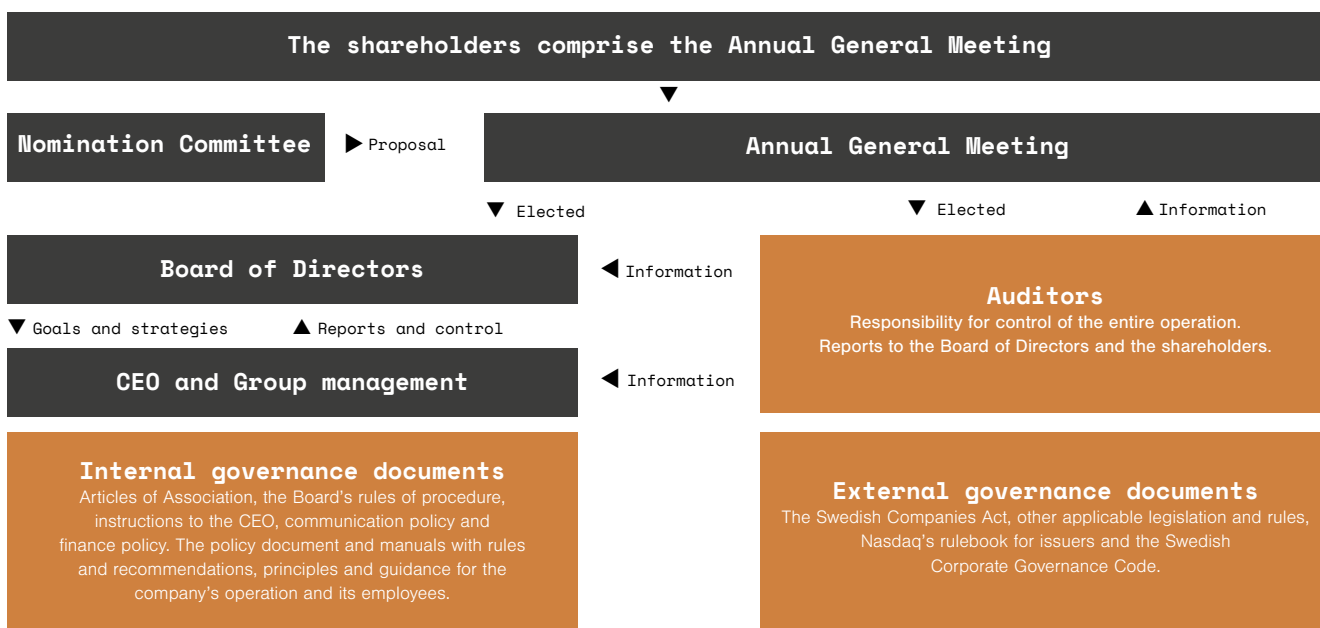 The shareholders comprise the Annual General Meeting
Nomination Committee
Proposal
Annual General Meeting
Elected
Elected
Information
Board of Directors
Information
Auditors
Responsibility for control of the entire operation.
Reports to the Board of Directors and the shareholders.
Goals and strategies
Reports and control
CEO and Group management
Information
Internal governance documents
Articles of Association, the Board’s rules of procedure,
instructions to the CEO, communication policy and
finance policy. The policy document and manuals with rules
and recommendations, principles and guidance for the
company’s operation and its employees.
External governance documents
The Swedish Companies Act, other applicable legislation and rules,
Nasdaq’s rulebook for issuers and the Swedish
Corporate Governance Code.